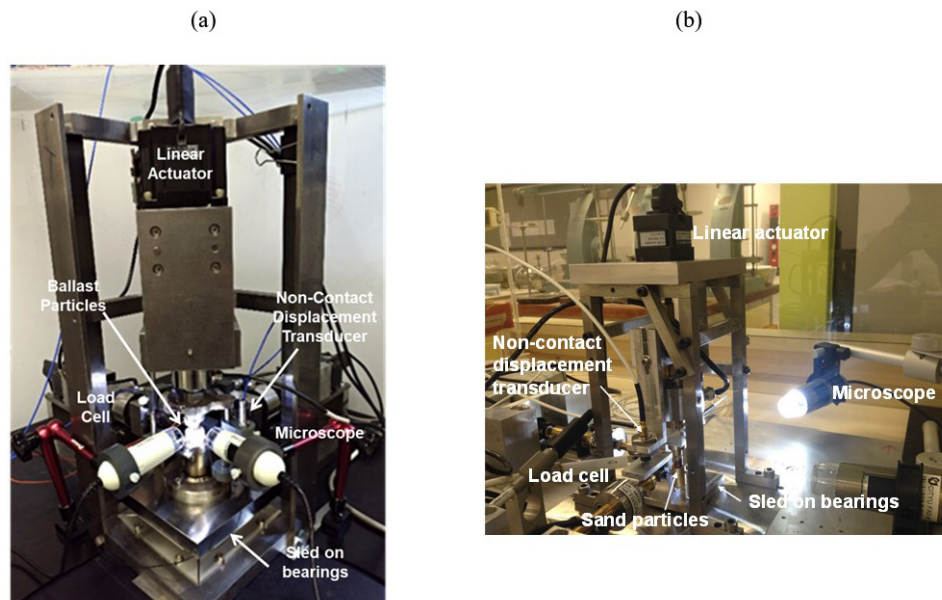 (a)
(b)
Linear
Actuator
Ballast
Particles
Non-Contact
Displacement
Transducer
Load
Cell
Microscope
Sled on
bearings
Linear actuator
Non-contact
displacement
transducer
Microscope
Load cell
Sled on bearings
Sand particles